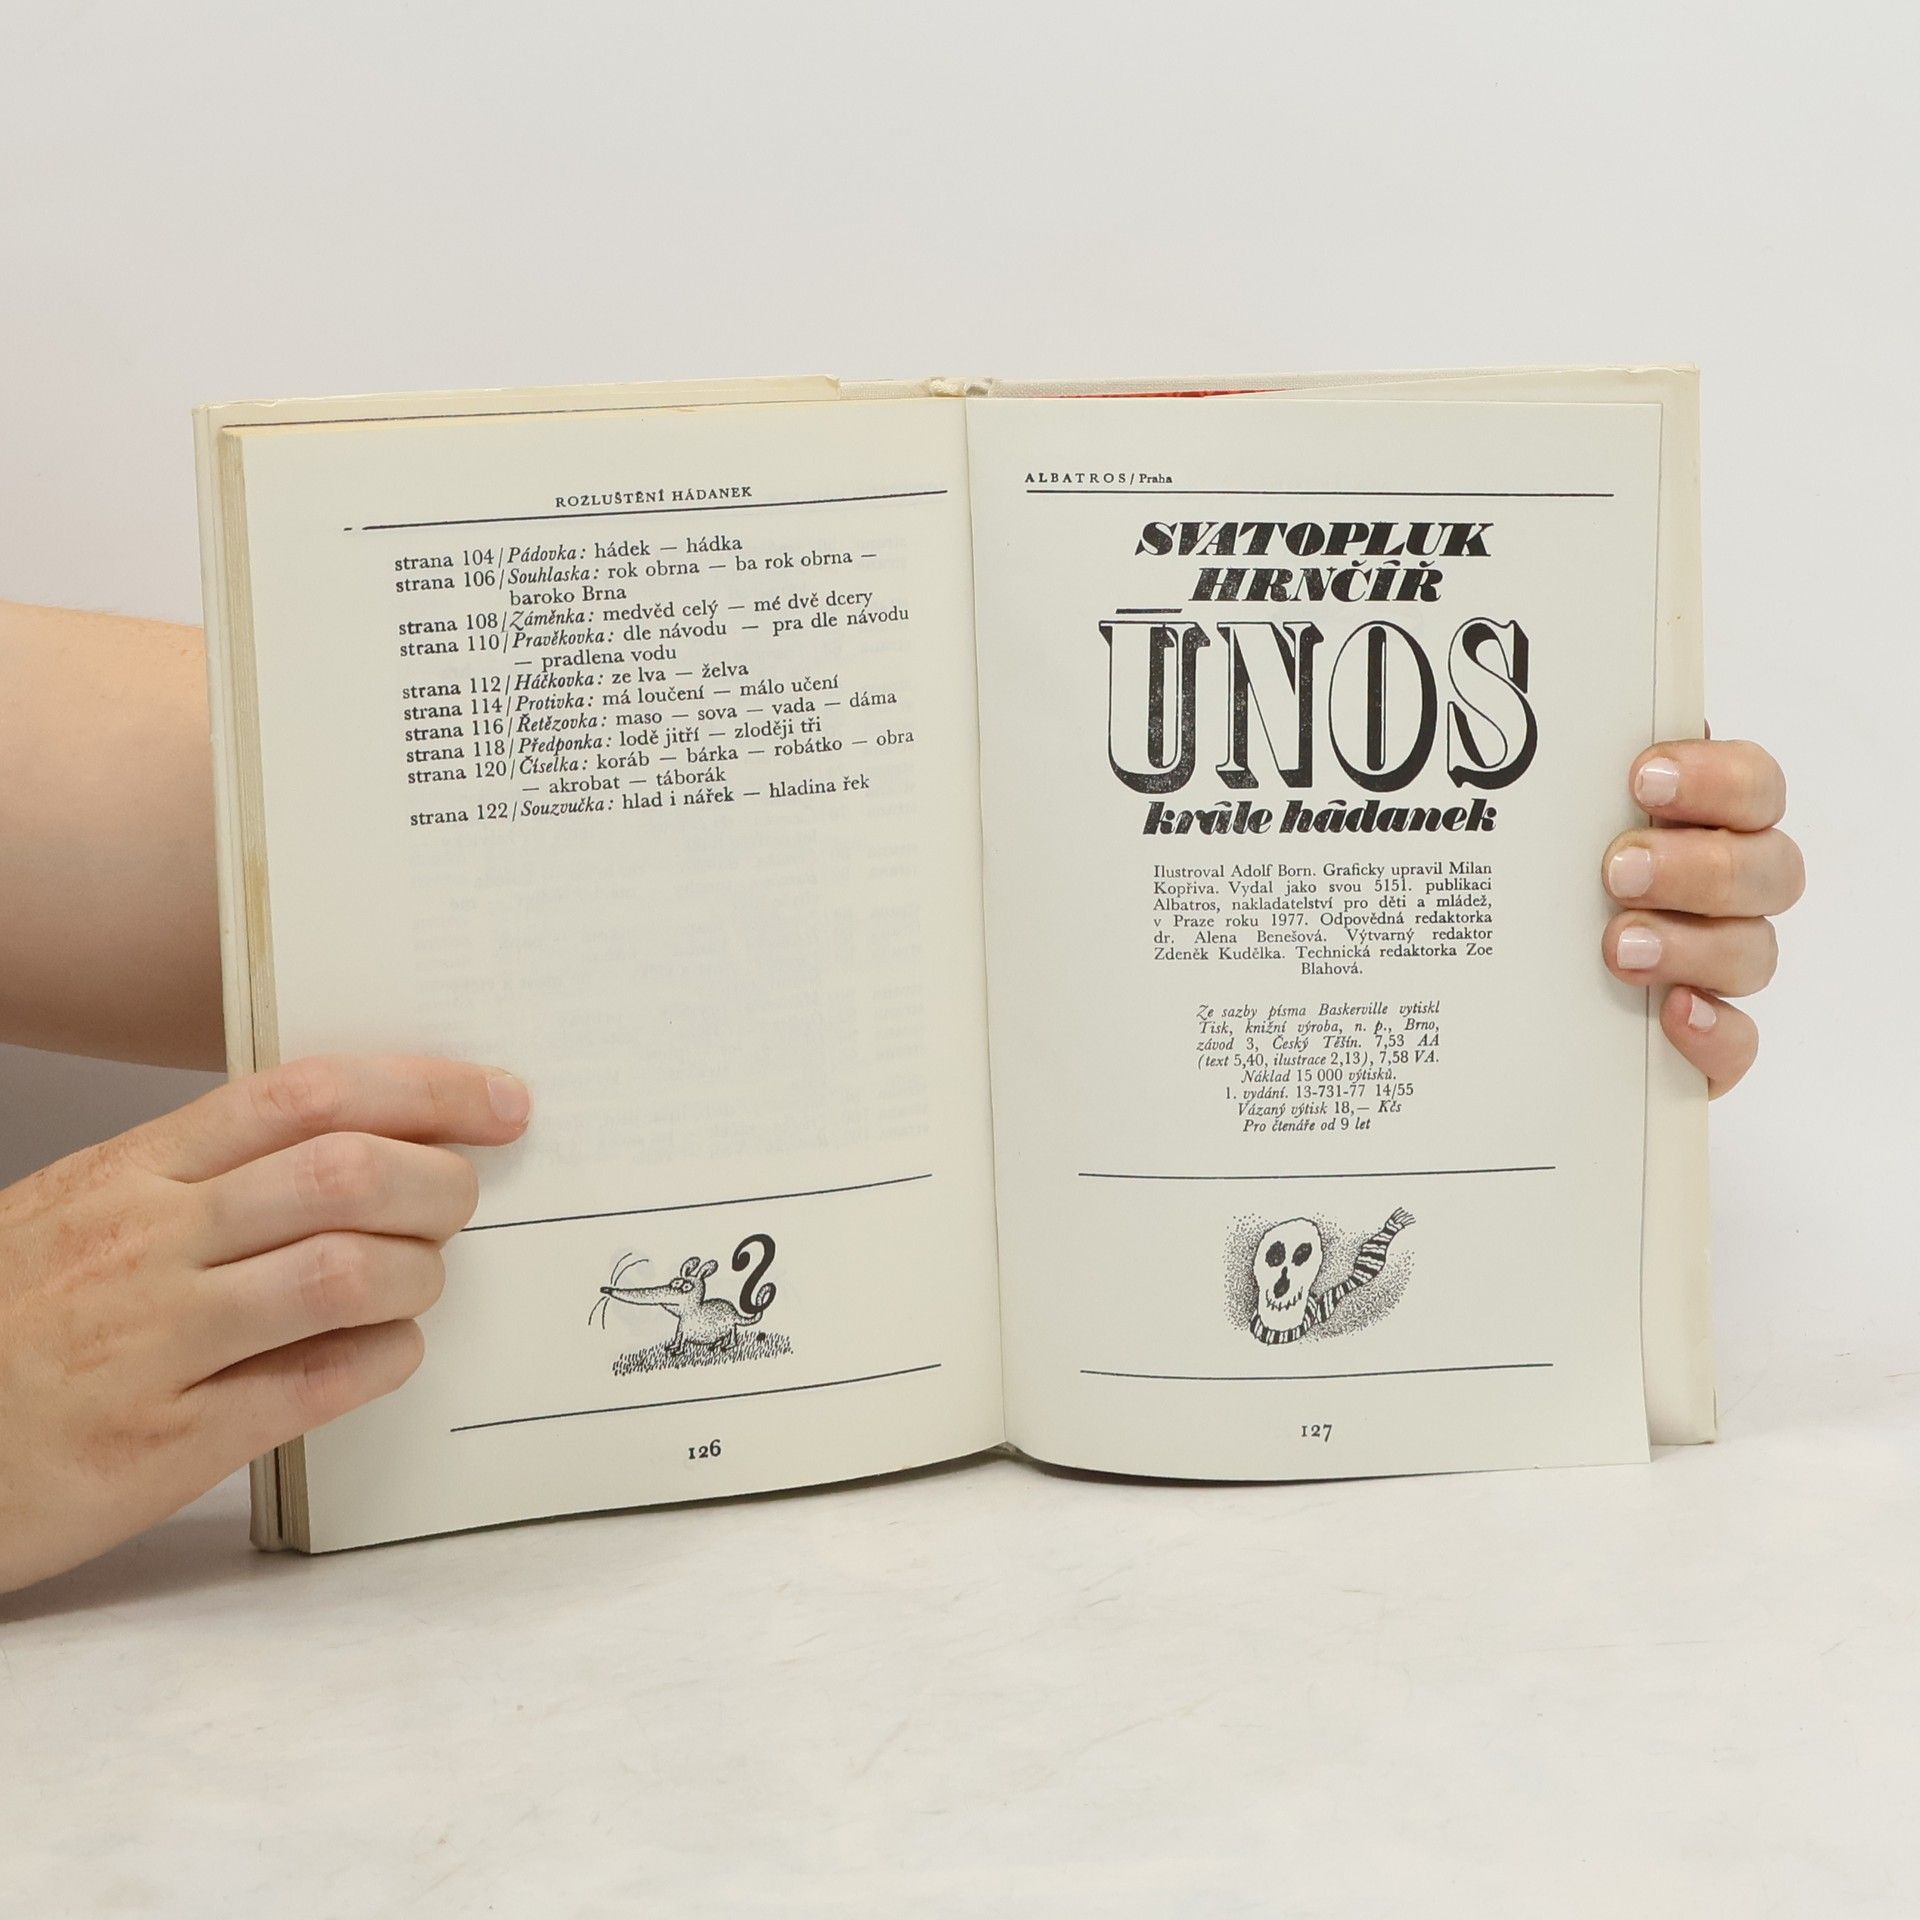 ROZLUŠTĚNÍ HÁDANEK
strana 104/Pádovka: hádek — hádka
strana 106/Souhlaska: rok obrna — ba rok obrna —
baroko Brna
strana 108/Záměnka: medvěd celý — mé dvě dcery
strana 110/Pravěkovka: dle návodu — pra dle návodu
— pradlena vodu
strana 112/Háčkovka: ze lva — želva
strana 114/Protivka: má loučení — málo učení
strana 116/Řetězovka: maso — sova — vada — dáma
strana 118/Předponka: lodě jitří — zloději tři
strana 120/Číselka: koráb — bárka — robátko — obra
— akrobat — táborák
strana 122/Souzvučka: hlad i nářek — hladina řek
126
ALBATROS/Praha
SVATOPLUK
HRNČÍŘ
ÚNOS
krále hádanek
Ilustroval Adolf Born. Graficky upravil Milan
Kopřiva. Vydal jako svou 5151. publikaci
Albatros, nakladatelství pro děti a mládež,
v Praze roku 1977. Odpovědná redaktorka
dr. Alena Benešová. Výtvarný redaktor
Zdeněk Kudělka. Technická redaktorka Zoe
Blahová.
Ze sazby písma Baskerville vytiskl
Tisk, knižní výroba, n. p., Brno,
závod 3, Český Těšín. 7,53 AA
(text 5,40, ilustrace 2,13), 7,58 VA.
Náklad 15 000 výtisků.
1. vydání. 13-731-77 14/55
Vázaný výtisk 18,— Kčs
Pro čtenáře od 9 let
127